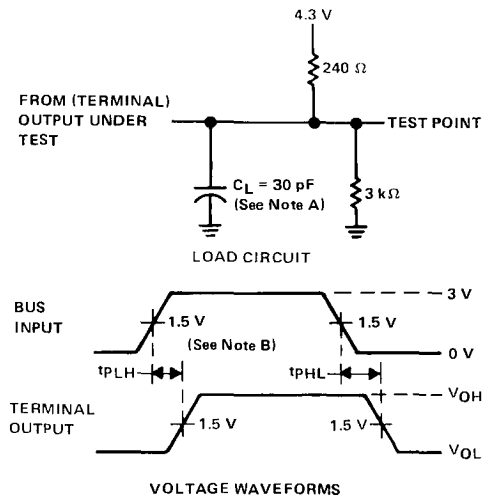 4.3 V
240 Ω
FROM (TERMINAL)
OUTPUT UNDER
TEST
TEST POINT
CL = 30 pF
(See Note A)
3 kΩ
LOAD CIRCUIT
BUS
INPUT
3 V
1.5 V
1.5 V
(See Note B)
0 V
tPLH
tPHL
VOH
TERMINAL
OUTPUT
1.5 V
1.5 V
VOL
VOLTAGE WAVEFORMS